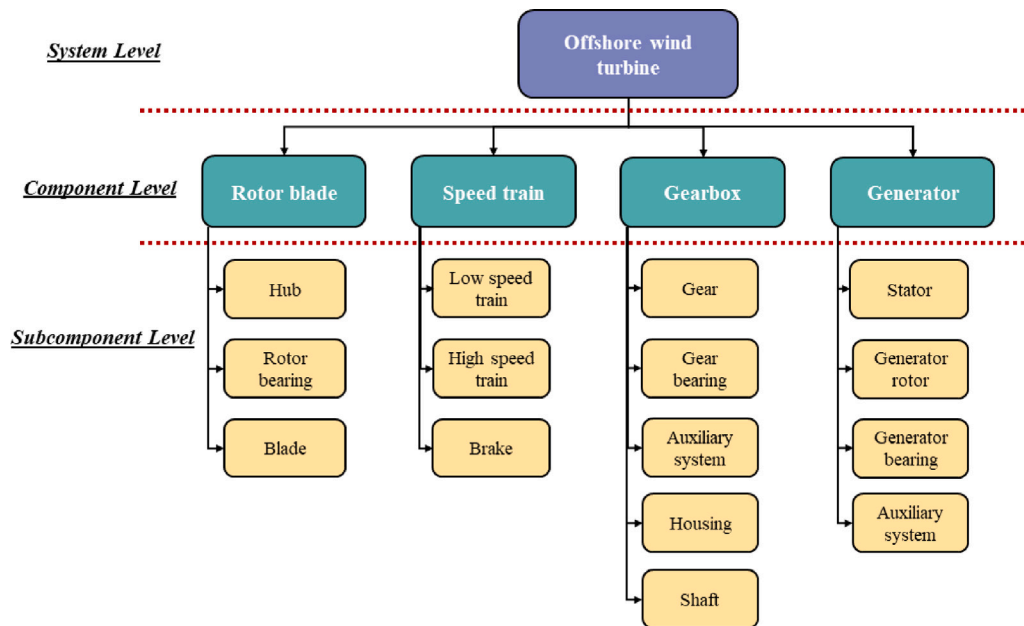 System Level
Offshore wind
turbine
Component Level
Rotor blade
Speed train
Gearbox
Generator
Subcomponent Level
Hub
Rotor
bearing
Blade
Low speed
train
High speed
train
Brake
Gear
Gear
bearing
Auxiliary
system
Housing
Shaft
Stator
Generator
rotor
Generator
bearing
Auxiliary
system